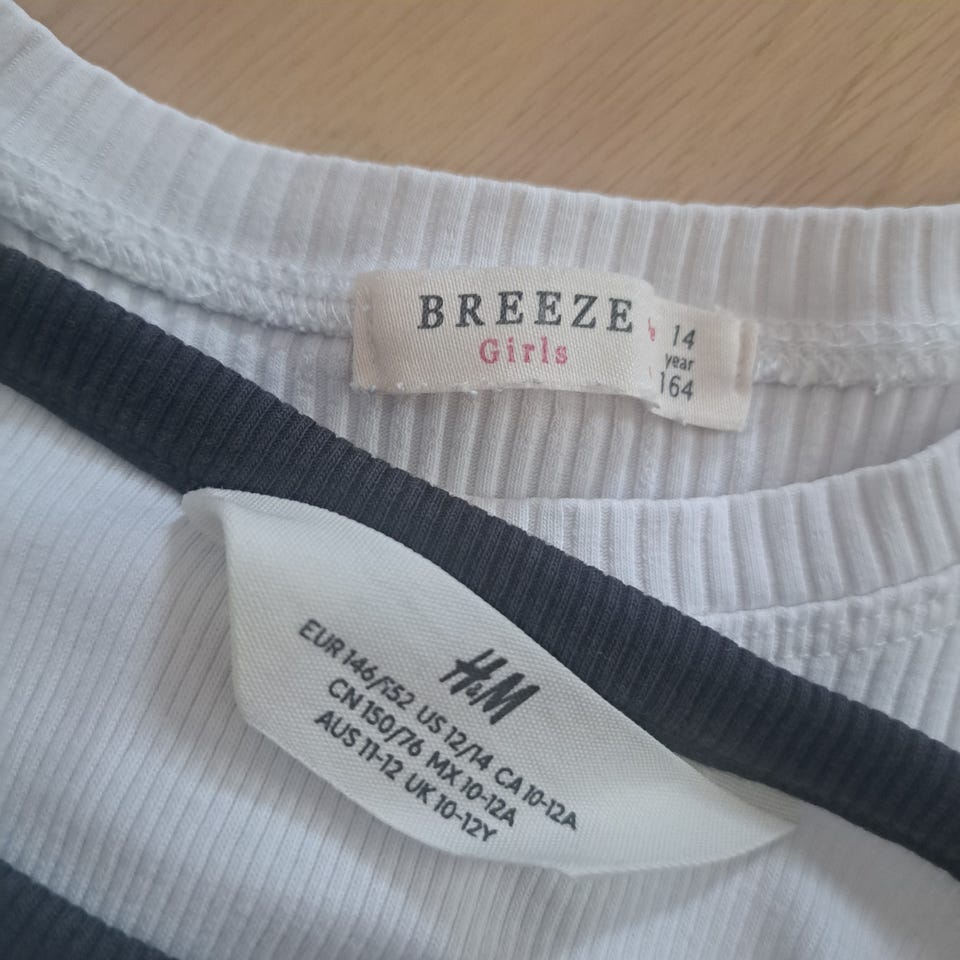 BREEZE
Girls
14
year
164
H&M
EUR 146/152 US 12/14 CA 10-12A
CN 150/76 MX 10-12A
AUS 11-12 UK 10-12Y